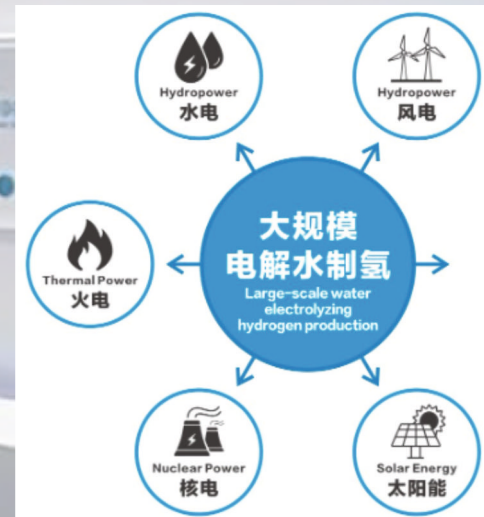 Hydropower
水电
Hydropower
风电
大规模
电解水制氢
Large-scale water
electrolyzing
hydrogen production
Thermal Power
火电
Nuclear Power
核电
Solar Energy
太阳能